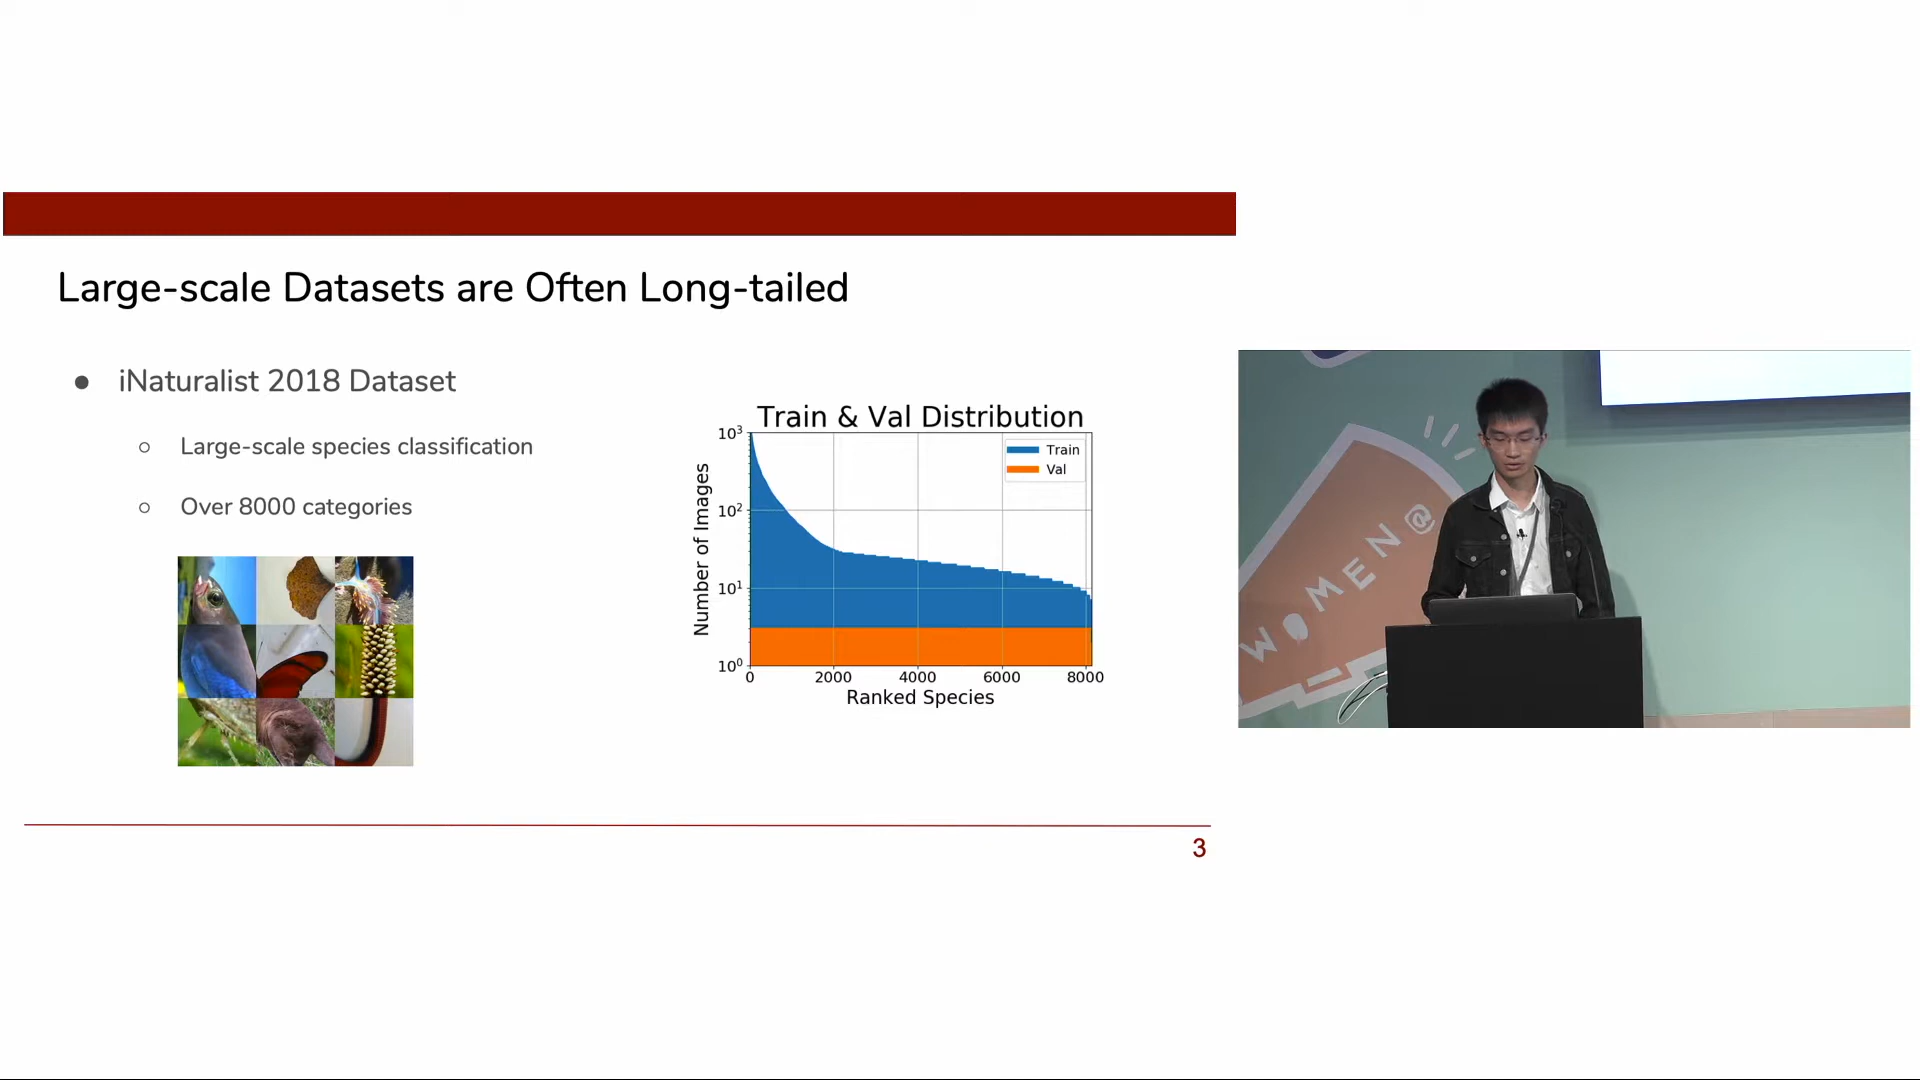 Large-scale Datasets are Often Long-tailed
● iNaturalist 2018 Dataset
○ Large-scale species classification
○ Over 8000 categories
Train & Val Distribution
Number of Images
10³
10²
10¹
10⁰
Train
Val
0 2000 4000 6000 8000
Ranked Species
3
WOMEN@